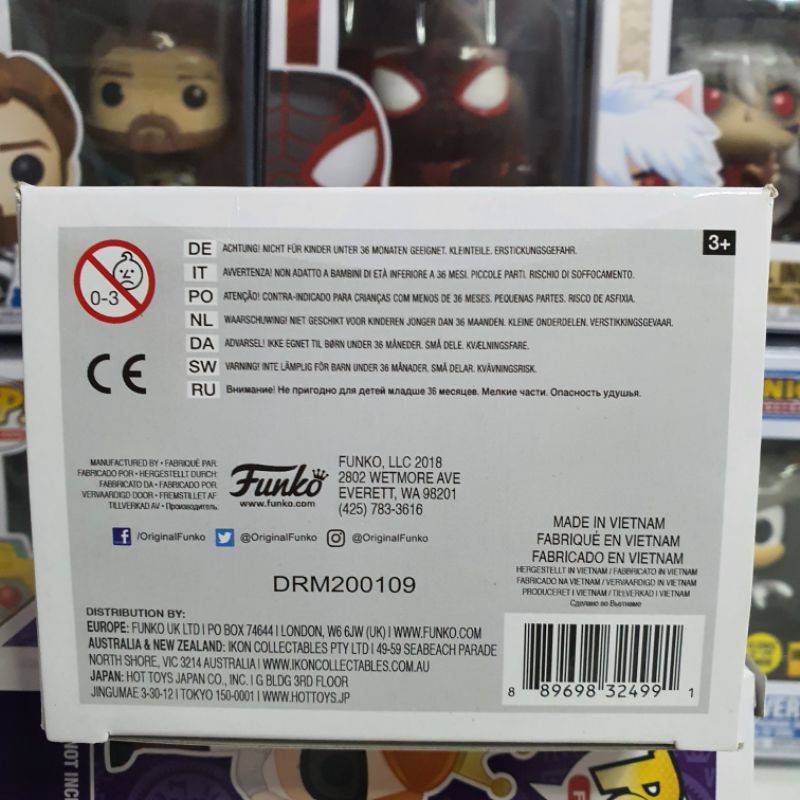 3+
0-3
DE ACHTUNG! NICHT FÜR KINDER UNTER 36 MONATEN GEEIGNET. KLEINTEILE. ERSTICKUNGSGEFAHR.
IT AVVERTENZA! NON ADATTO A BAMBINI DI ETÀ INFERIORE A 36 MESI. PICCOLE PARTI. RISCHIO DI SOFFOCAMENTO.
PO ATENÇÃO! CONTRA-INDICADO PARA CRIANÇAS COM MENOS DE 36 MESES. PEQUENAS PARTES. RISCO DE ASFIXIA.
NL WAARSCHUWING! NIET GESCHIKT VOOR KINDEREN JONGER DAN 36 MAANDEN. KLEINE ONDERDELEN. VERSTIKKINGSGEVAAR.
DA ADVARSEL! IKKE EGNET TIL BØRN UNDER 36 MÅNEDER. SMÅ DELE. KVÆLNINGSFARE.
SW VARNING! INTE LÄMPLIG FÖR BARN UNDER 36 MÅNADER. SMÅ DELAR. KVÄVNINGSRISK.
RU Внимание! Не пригодно для детей младше 36 месяцев. Мелкие части. Опасность удушья.
CE
MANUFACTURED BY • FABRIQUÉ PAR
FABRICADO POR • HERGESTELLT DURCH
FABBRICATO DA • FABRICADO POR
VERVAARDIGD DOOR • FREMSTILLET AF
TILLVERKAD AV • Производитель
Funko
www.funko.com
FUNKO, LLC 2018
2802 WETMORE AVE
EVERETT, WA 98201
(425) 783-3616
/OriginalFunko @OriginalFunko @OriginalFunko
MADE IN VIETNAM
FABRIQUÉ EN VIETNAM
FABRICADO EN VIETNAM
HERGESTELLT IN VIETNAM / FABBRICATO IN VIETNAM
FABRICADO NA VIETNAM / VERVAARDIGD IN VIETNAM
PRODUCERET I VIETNAM / TILLVERKAD I VIETNAM
Сделано во Вьетнаме
DRM200109
DISTRIBUTION BY:
EUROPE: FUNKO UK LTD I PO BOX 74644 I LONDON, W6 6JW (UK) I WWW.FUNKO.COM
AUSTRALIA & NEW ZEALAND: IKON COLLECTABLES PTY LTD I 49-59 SEABEACH PARADE
NORTH SHORE, VIC 3214 AUSTRALIA I WWW.IKONCOLLECTABLES.COM.AU
JAPAN: HOT TOYS JAPAN CO., INC. I G BLDG 3RD FLOOR
JINGUMAE 3-30-12 I TOKYO 150-0001 I WWW.HOTTOYS.JP
8 89698 32499 1